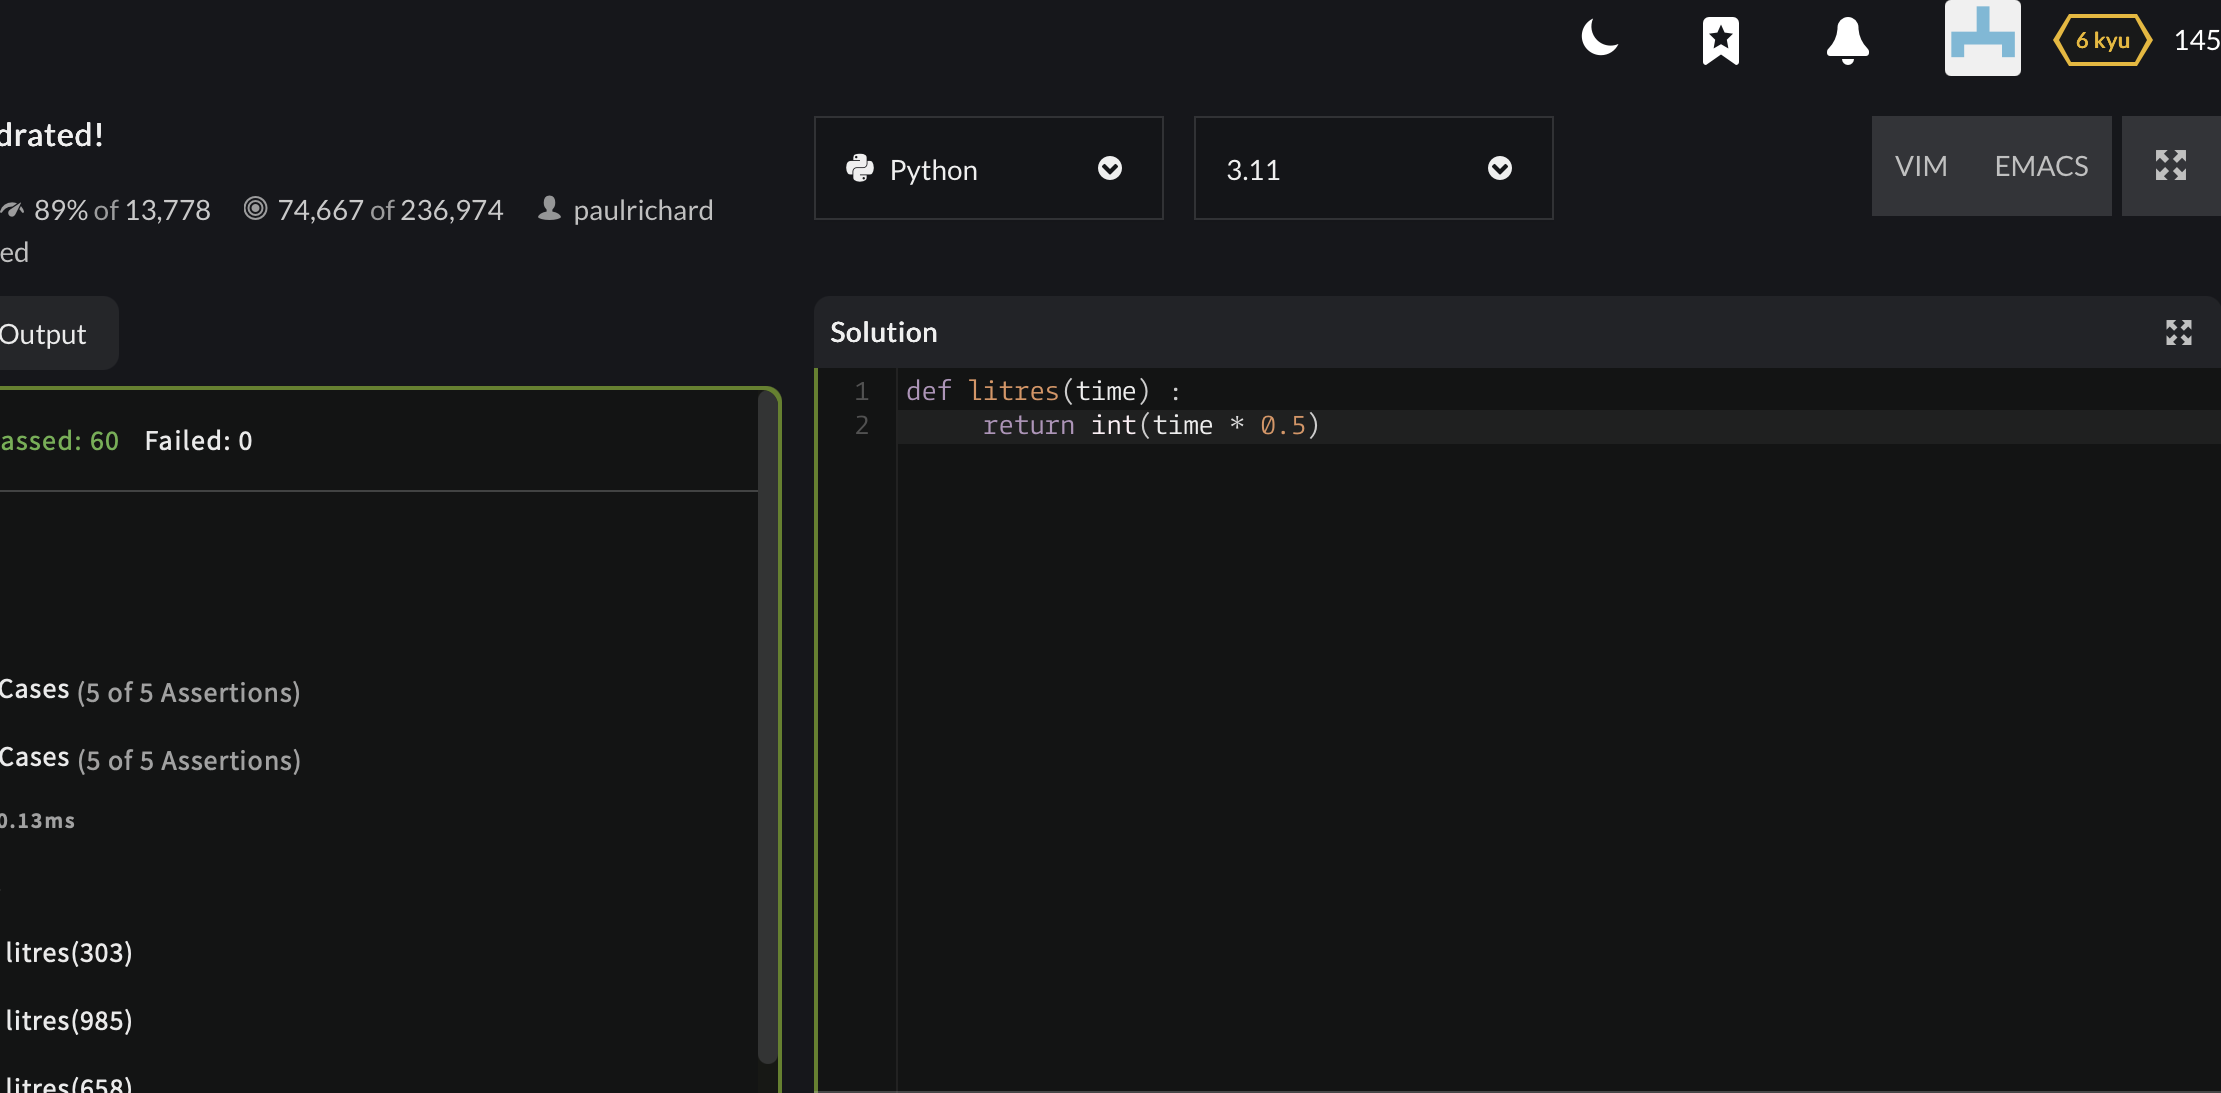 6 kyu 145
drated!
Python
3.11
VIM EMACS
89% of 13,778 74,667 of 236,974 paulrichard
ed
Output
Solution
1 def litres(time) :
2 return int(time * 0.5)
assed: 60 Failed: 0
Cases (5 of 5 Assertions)
Cases (5 of 5 Assertions)
0.13ms
litres(303)
litres(985)
litres(658)